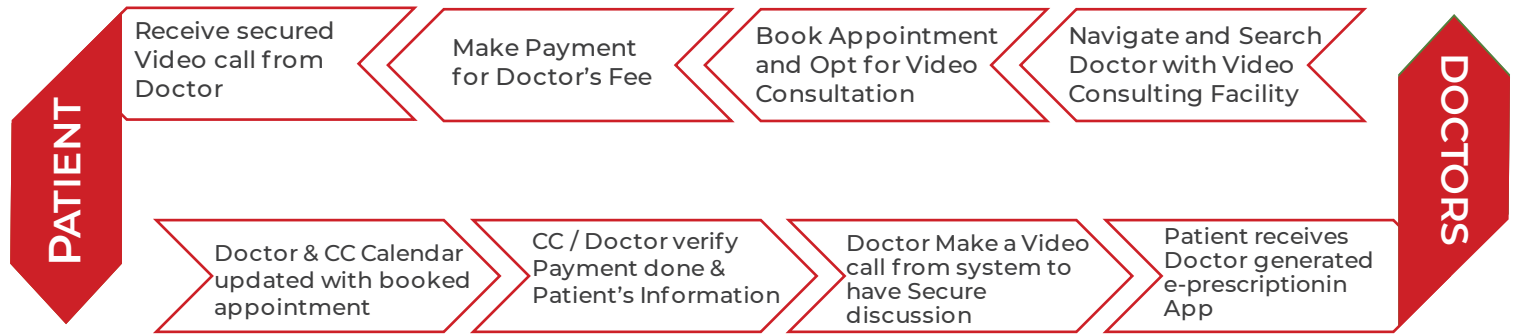 PATIENT
Receive secured
Video call from
Doctor
Make Payment
for Doctor’s Fee
Book Appointment
and Opt for Video
Consultation
Navigate and Search
Doctor with Video
Consulting Facility
DOCTORS
Doctor & CC Calendar
updated with booked
appointment
CC / Doctor verify
Payment done &
Patient’s Information
Doctor Make a Video
call from system to
have Secure
discussion
Patient receives
Doctor generated
e-prescriptionin
App